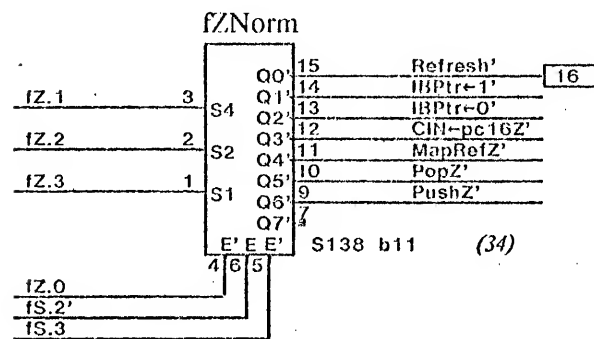 fZNorm
Q0' 15 Refresh' 16
fZ.1 3 S4 Q1' 14 IBPtr←1'
Q2' 13 IBPtr←0'
fZ.2 2 S2 Q3' 12 CIN←pc16Z'
Q4' 11 MapRefZ'
fZ.3 1 S1 Q5' 10 PopZ'
Q6' 9 PushZ'
Q7' 7
E' E E' S138 b11 (34)
4 6 5
fZ.0
fS.2'
fS.3